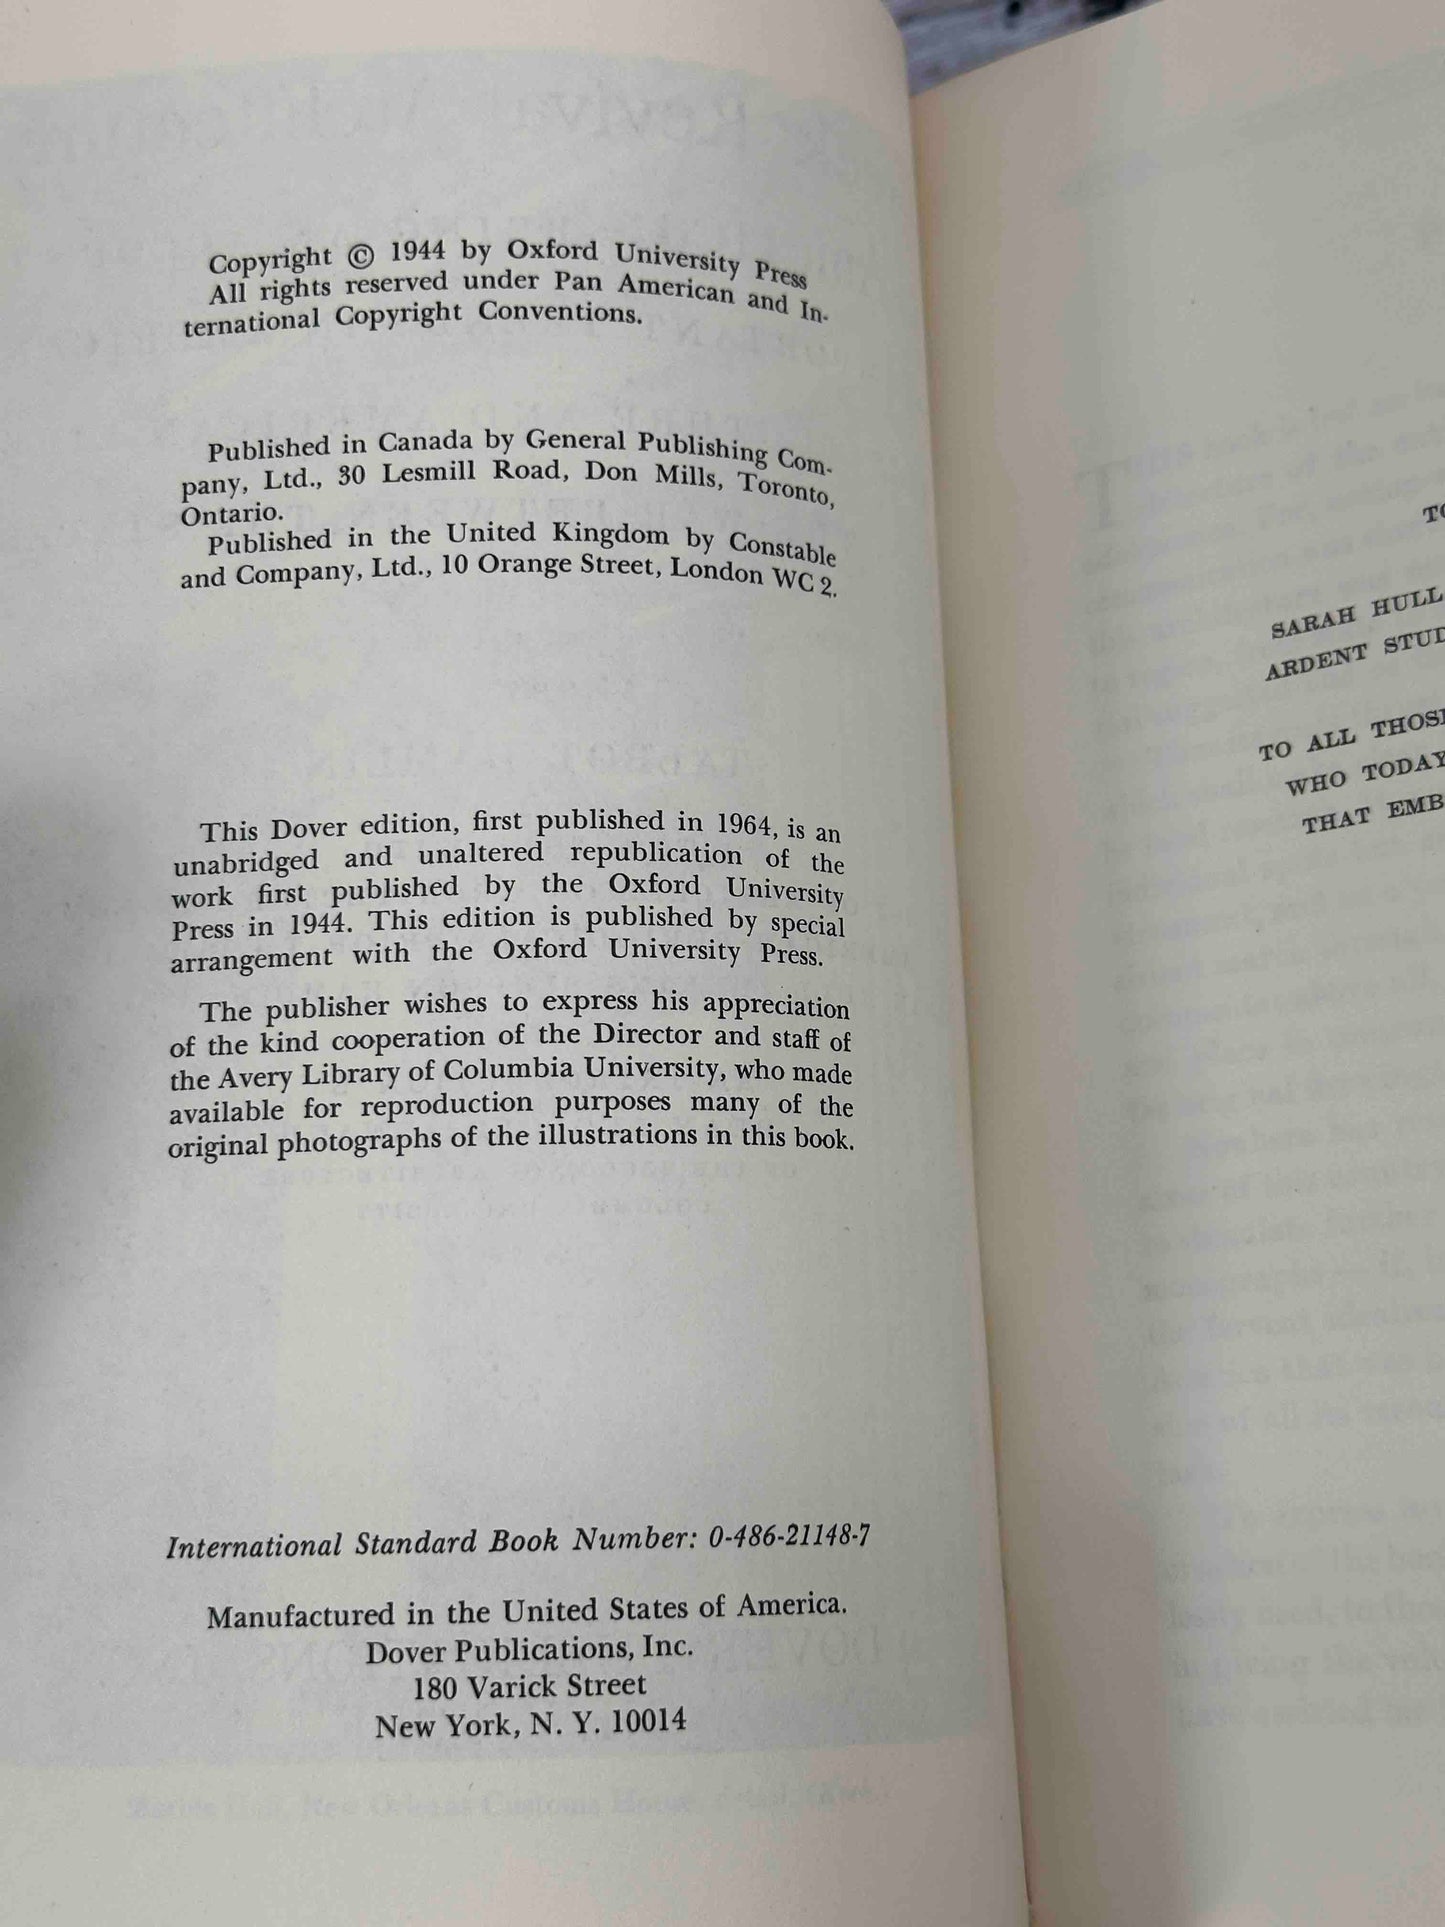 Copyright © 1944 by Oxford University Press
All rights reserved under Pan American and In-
ternational Copyright Conventions.
Published in Canada by General Publishing Com-
pany, Ltd., 30 Lesmill Road, Don Mills, Toronto,
Ontario.
Published in the United Kingdom by Constable
and Company, Ltd., 10 Orange Street, London WC 2.
This Dover edition, first published in 1964, is an
unabridged and unaltered republication of the
work first published by the Oxford University
Press in 1944. This edition is published by special
arrangement with the Oxford University Press.
The publisher wishes to express his appreciation
of the kind cooperation of the Director and staff of
the Avery Library of Columbia University, who made
available for reproduction purposes many of the
original photographs of the illustrations in this book.
International Standard Book Number: 0-486-21148-7
Manufactured in the United States of America.
Dover Publications, Inc.
180 Varick Street
New York, N. Y. 10014
TO
SARAH HULL
ARDENT STUD
TO ALL THOSE
WHO TODAY
THAT EMB